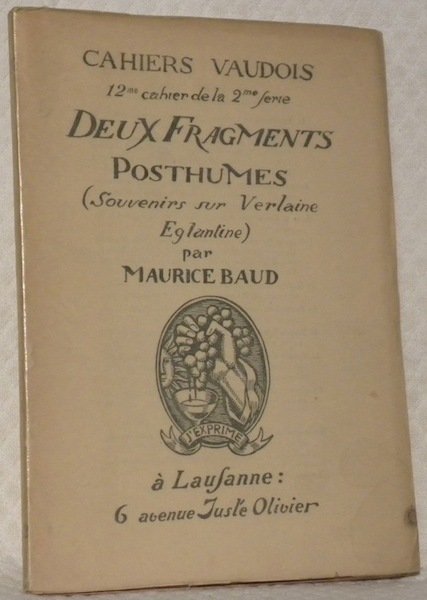 CAHIERS VAUDOIS
12me cahier de la 2me serie
DEUX FRAGMENTS
POSTHUMES
(Souvenirs sur Verlaine
Eglantine)
par
MAURICE BAUD
J'EXPRIME
à Lauſanne:
6 avenue Juste Olivier